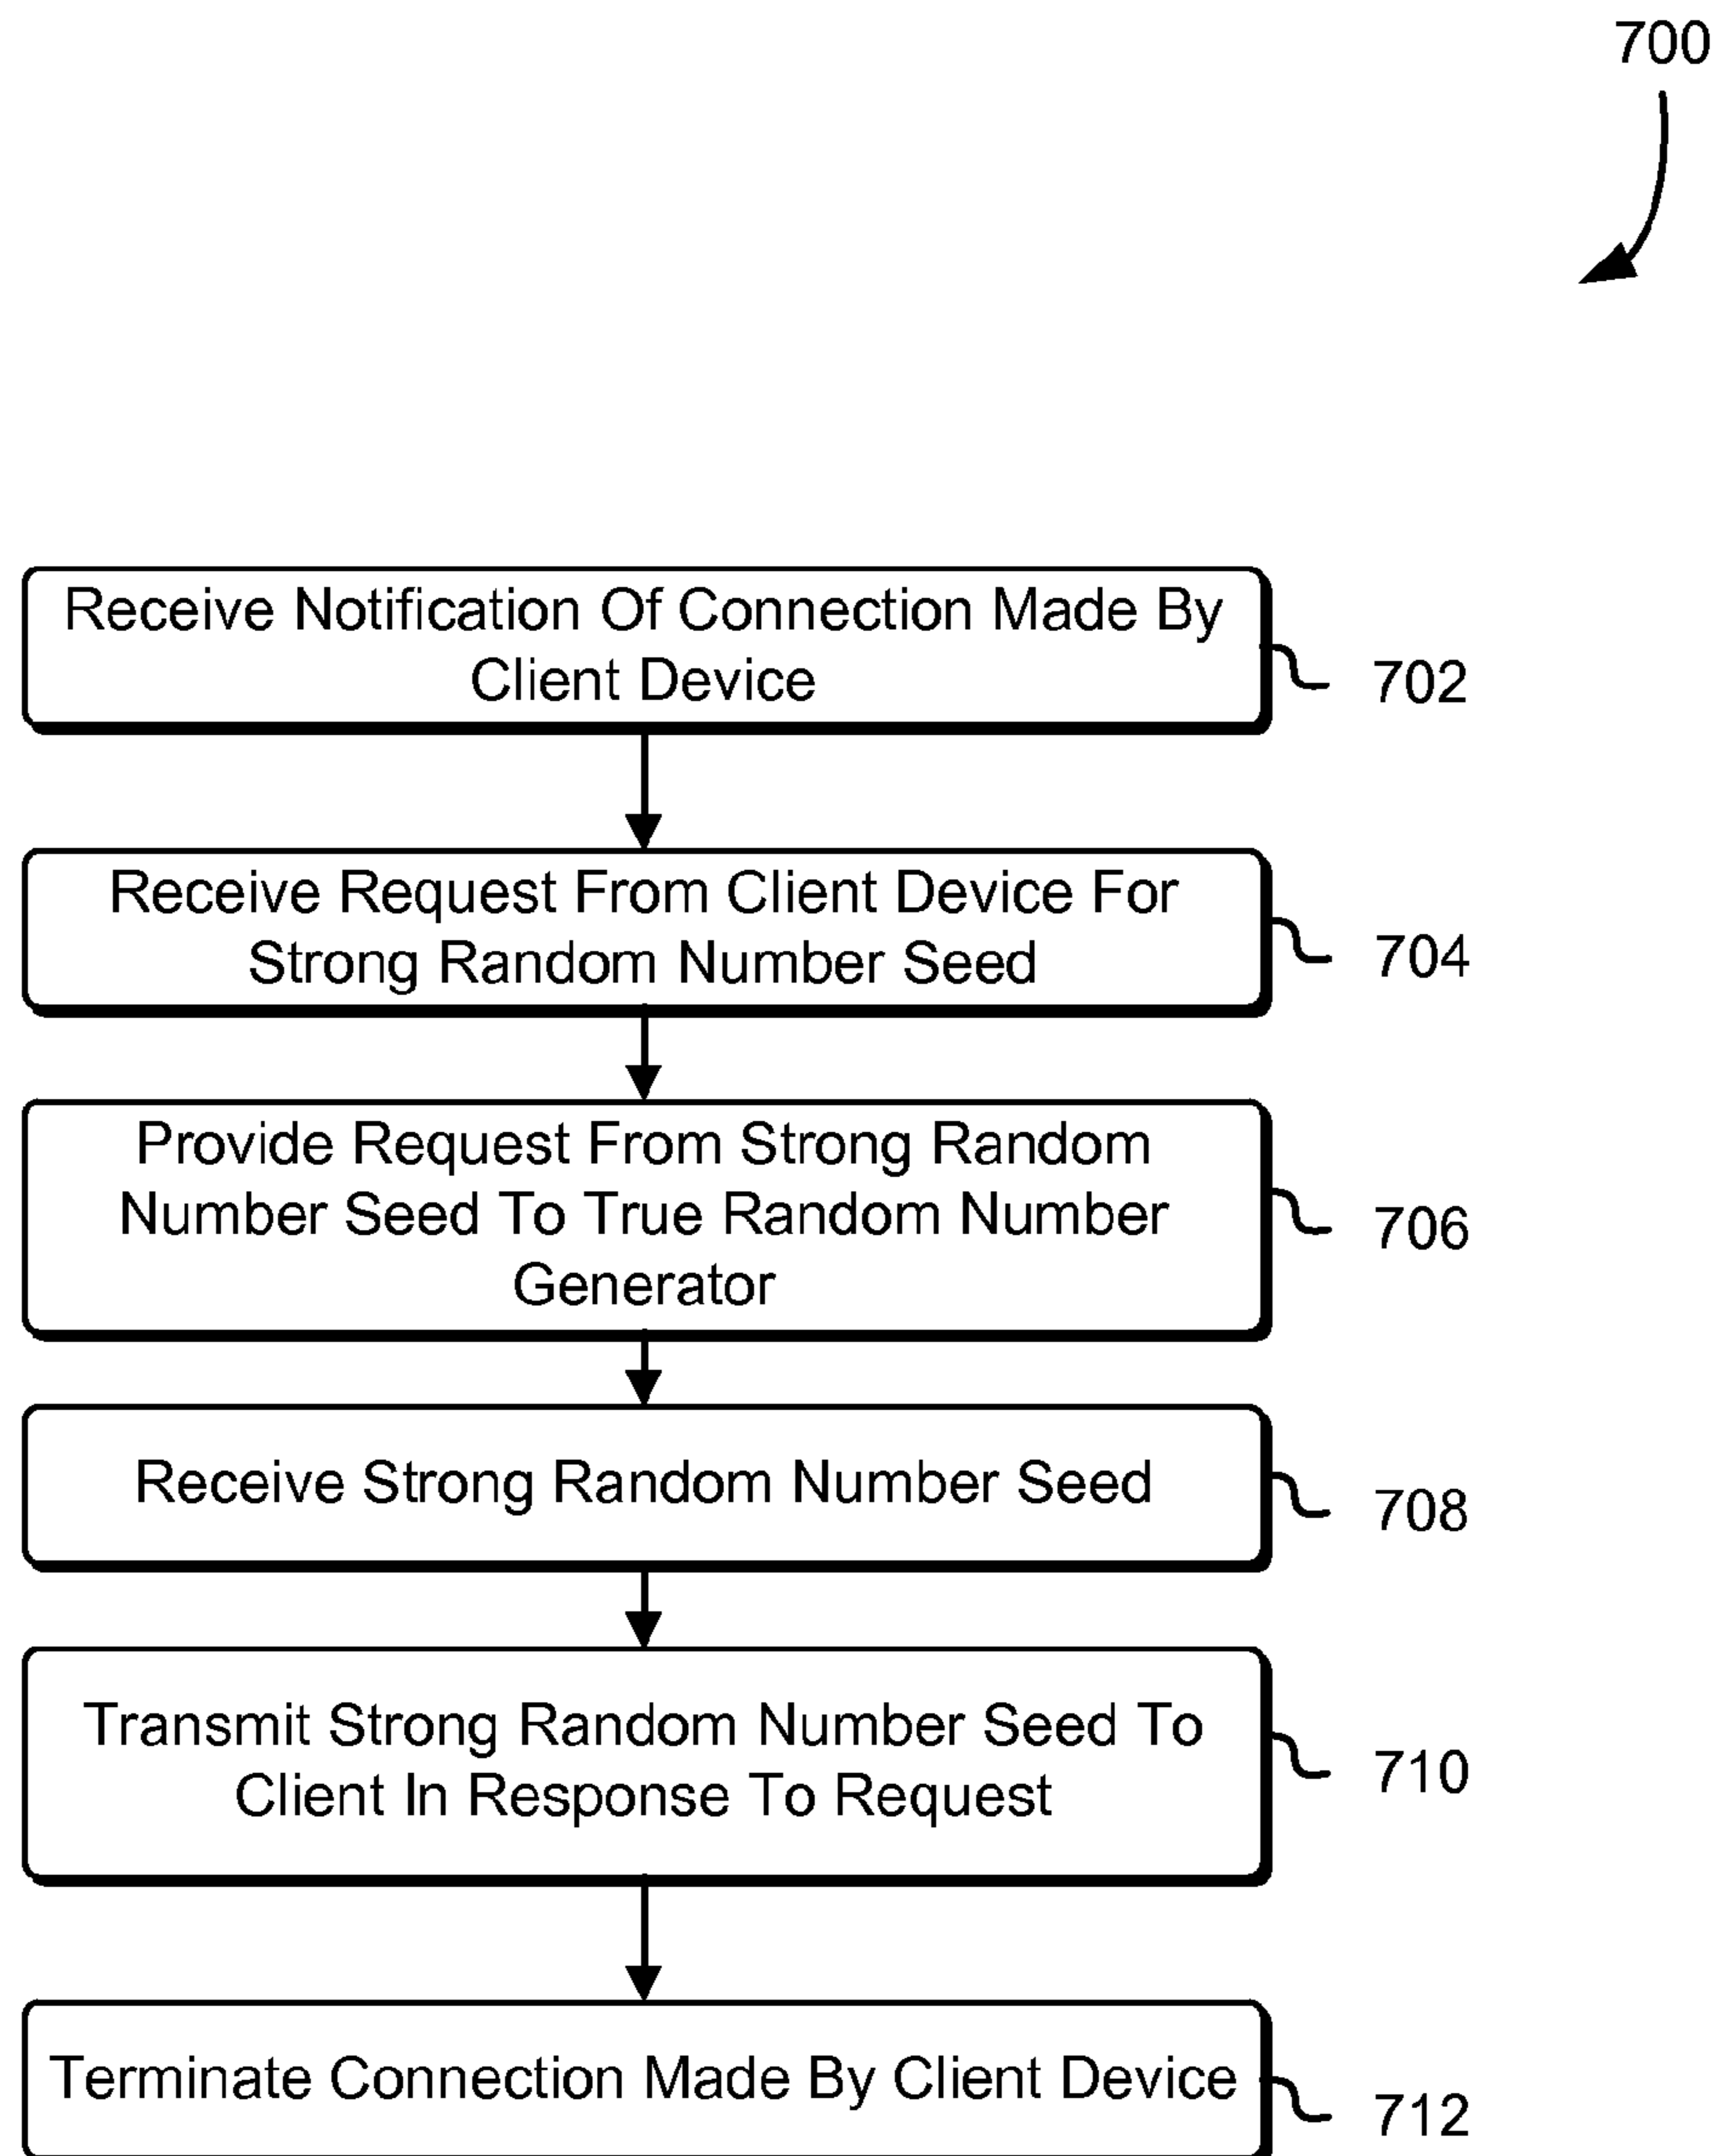 700
Receive Notification Of Connection Made By
Client Device
702
Receive Request From Client Device For
Strong Random Number Seed
704
Provide Request From Strong Random
Number Seed To True Random Number
Generator
706
Receive Strong Random Number Seed
708
Transmit Strong Random Number Seed To
Client In Response To Request
710
Terminate Connection Made By Client Device
712